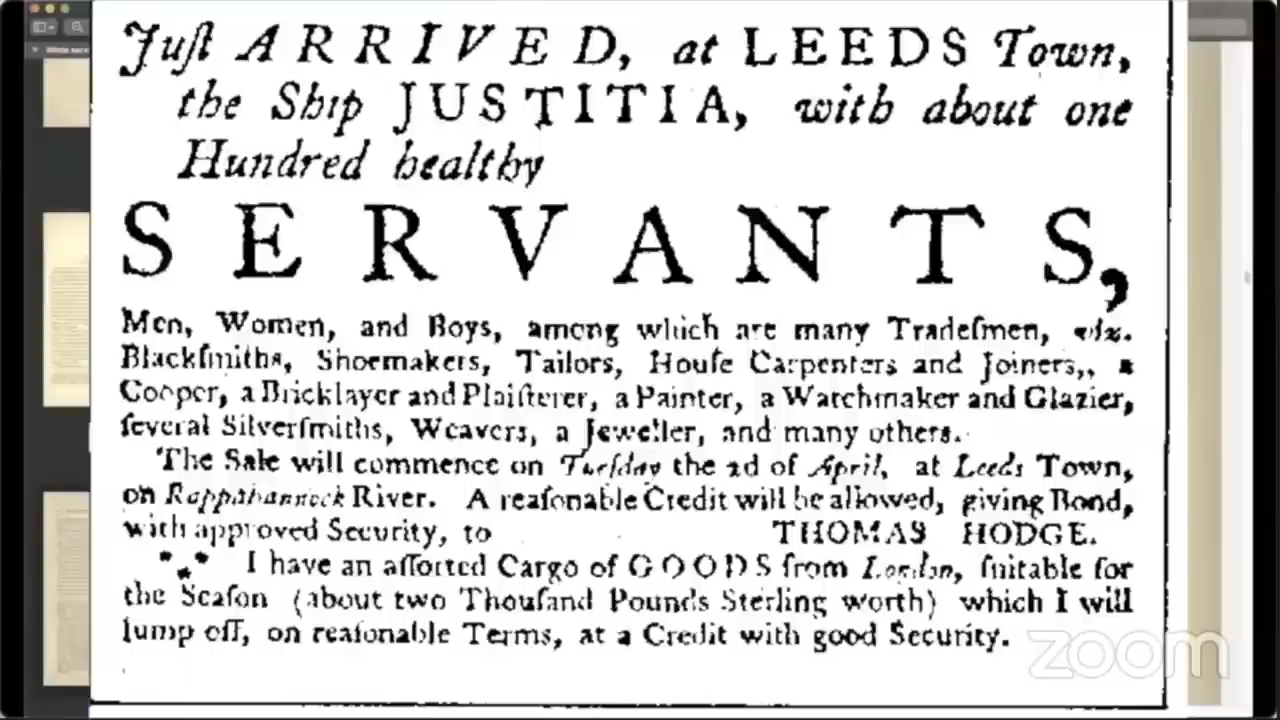 Juſt ARRIVED, at LEEDS Town,
the Ship JUSTITIA, with about one
Hundred healthy
SERVANTS,
Men, Women, and Boys, among which are many Tradeſmen, viz.
Blackſmiths, Shoemakers, Tailors, Houſe Carpenters and Joiners,, a
Cooper, a Bricklayer and Plaiſterer, a Painter, a Watchmaker and Glazier,
ſeveral Silverſmiths, Weavers, a Jeweller, and many others.
The Sale will commence on Tueſday the 2d of April, at Leeds Town,
on Rappahannock River. A reaſonable Credit will be allowed, giving Bond,
with approved Security, to THOMAS HODGE.
*⁎* I have an aſſorted Cargo of GOODS from London, ſuitable for
the Seaſon (about two Thouſand Pounds Sterling worth) which I will
lump off, on reaſonable Terms, at a Credit with good Security.
zoom